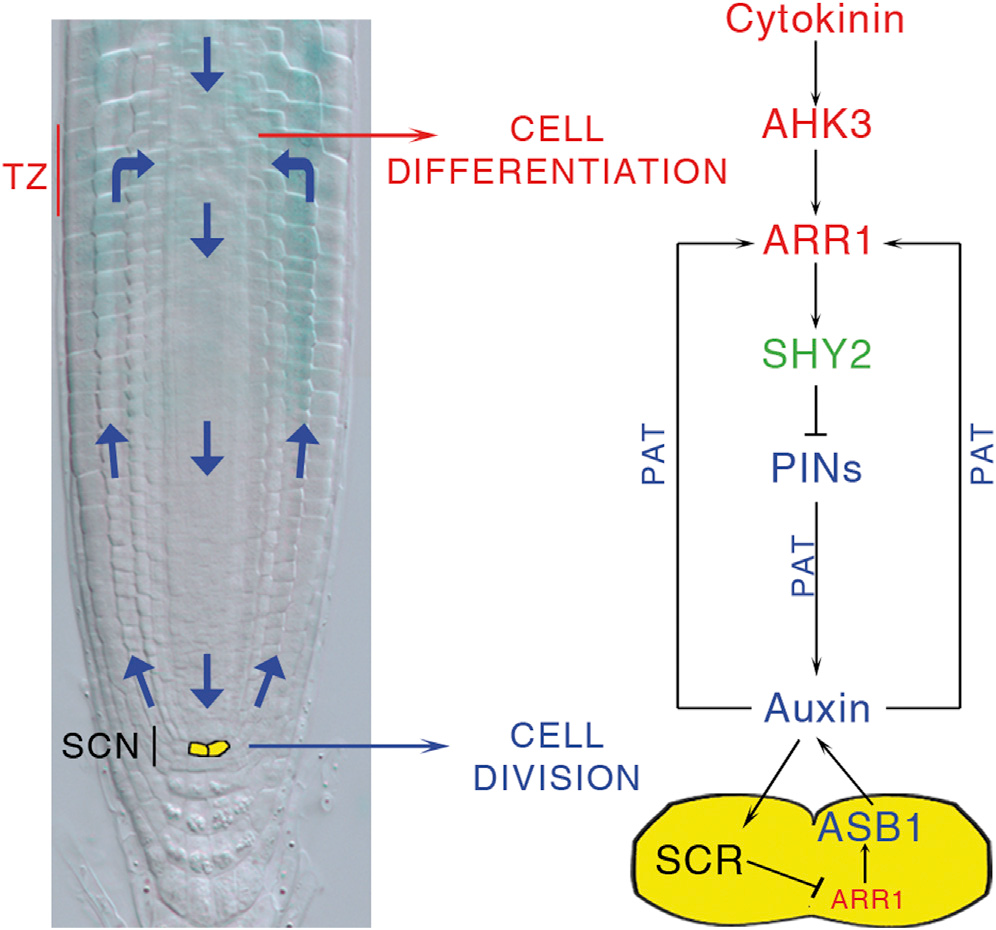 TZ
CELL
DIFFERENTIATION
SCN
CELL
DIVISION
Cytokinin
AHK3
ARR1
SHY2
PAT
PINs
PAT
PAT
Auxin
ASB1
SCR
ARR1